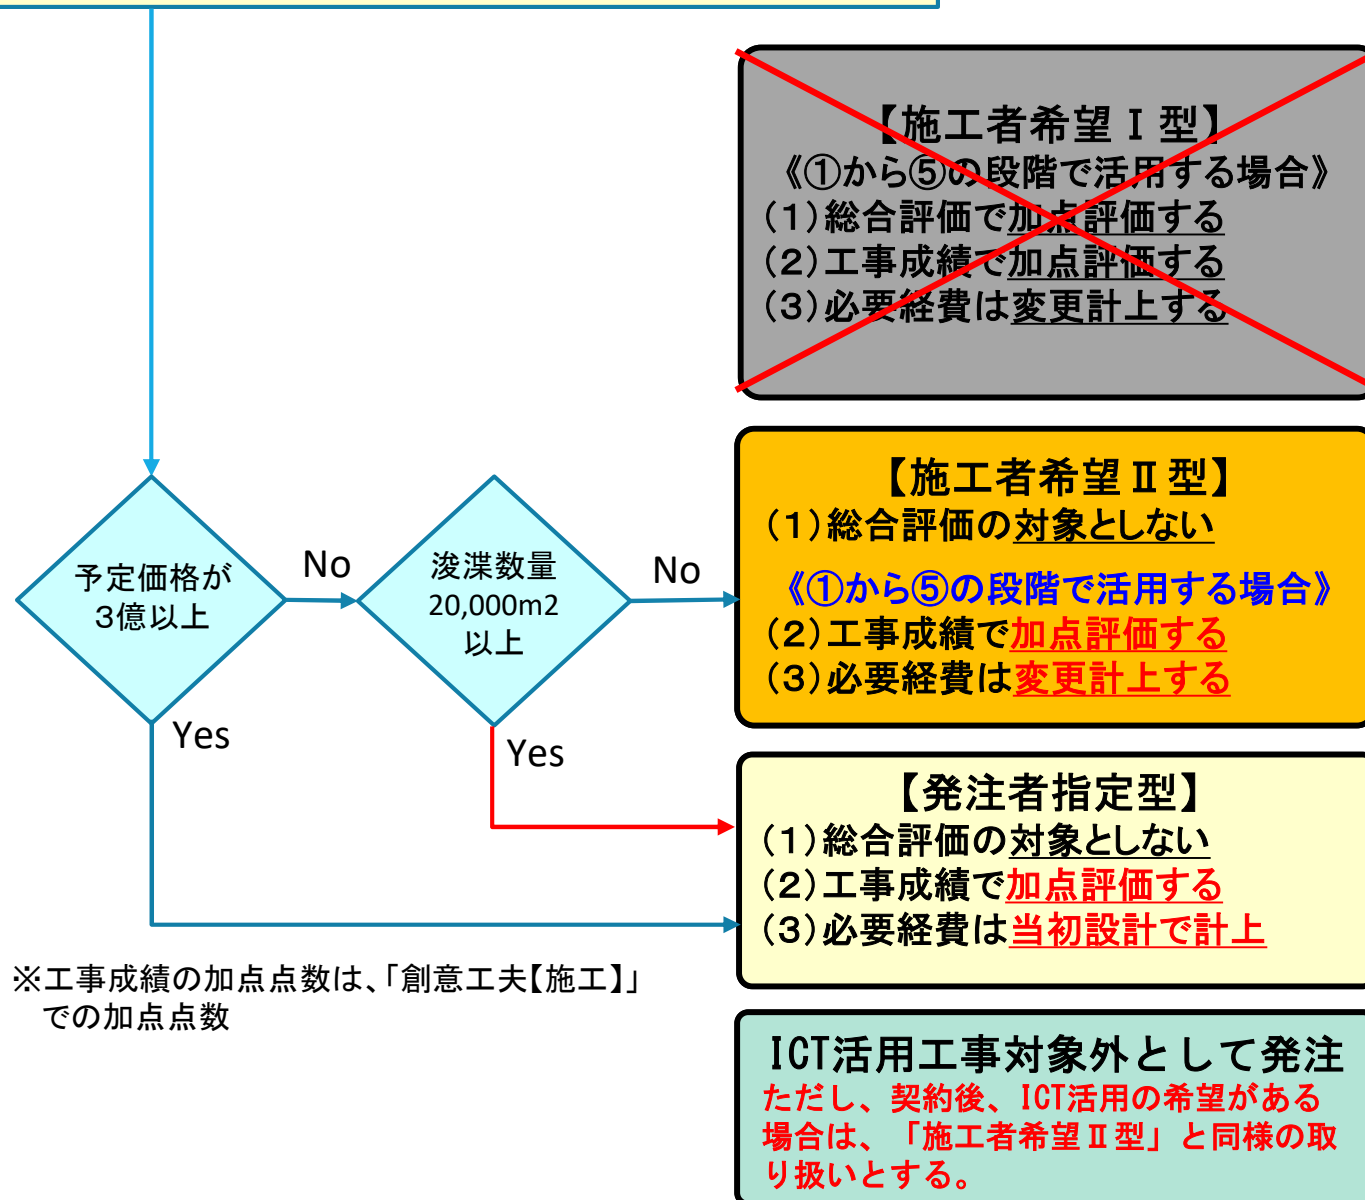 【施工者希望Ⅰ型】
《①から⑤の段階で活用する場合》
(1)総合評価で加点評価する
(2)工事成績で加点評価する
(3)必要経費は変更計上する
予定価格が
3億以上
No
浚渫数量
20,000m2
以上
No
Yes
Yes
【施工者希望Ⅱ型】
(1)総合評価の対象としない
《①から⑤の段階で活用する場合》
(2)工事成績で加点評価する
(3)必要経費は変更計上する
【発注者指定型】
(1)総合評価の対象としない
(2)工事成績で加点評価する
(3)必要経費は当初設計で計上
※工事成績の加点点数は、「創意工夫【施工】」
での加点点数
ICT活用工事対象外として発注
ただし、契約後、ICT活用の希望がある
場合は、「施工者希望Ⅱ型」と同様の取
り扱いとする。